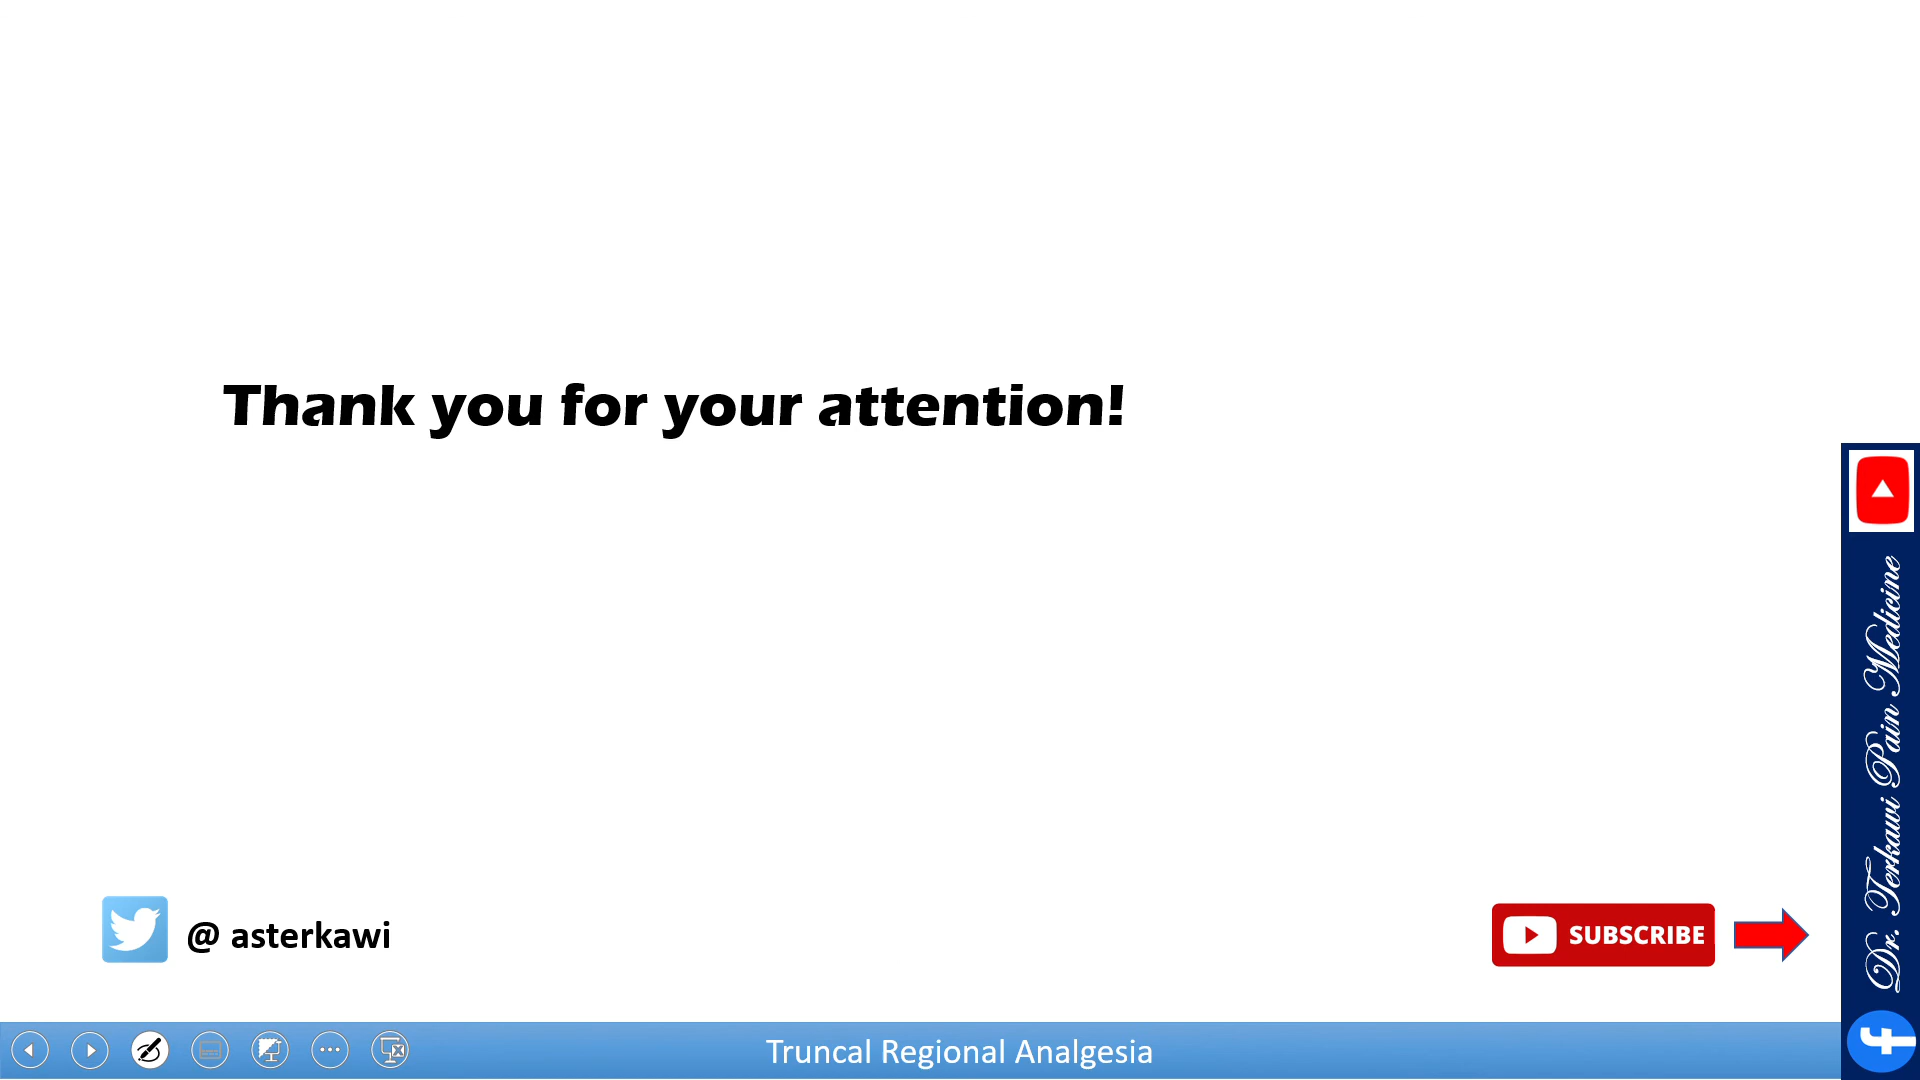 Thank you for your attention!
@ asterkawi
SUBSCRIBE
Dr. Terkawi Pain Medicine
Truncal Regional Analgesia